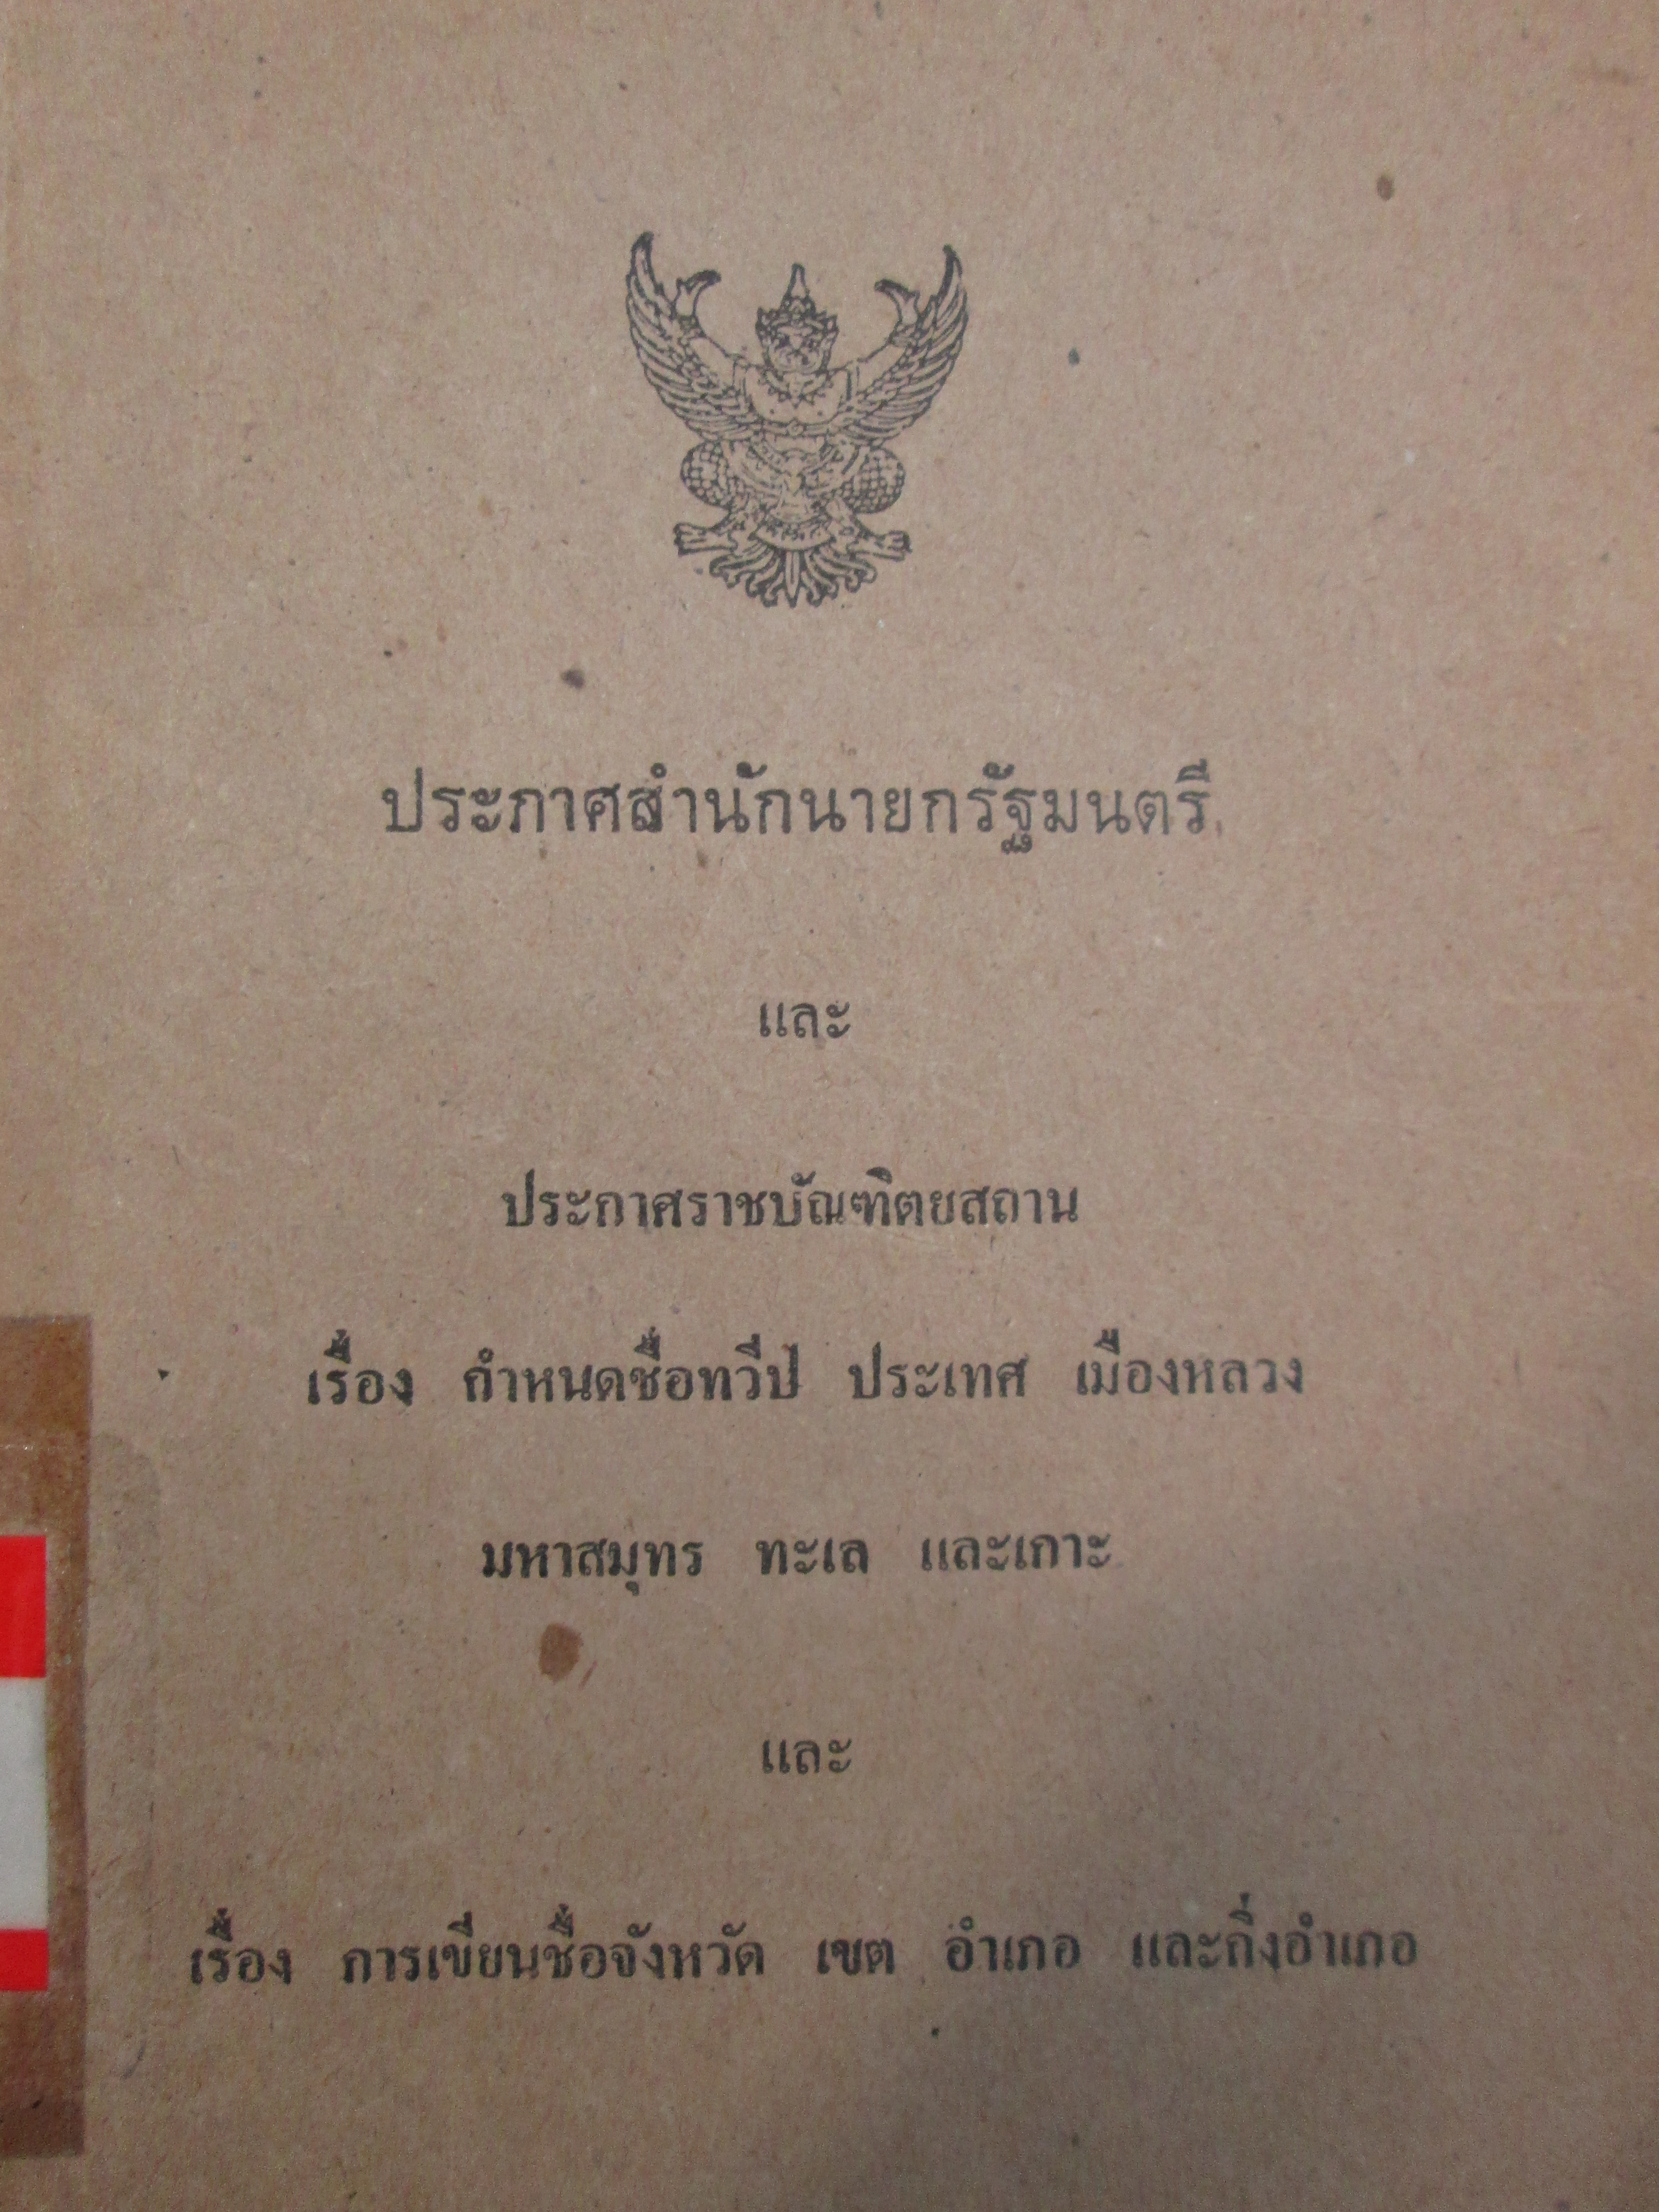 ประกาศสำนักนายกรัฐมนตรี
และ
ประกาศราชบัณฑิตยสถาน
เรื่อง กำหนดชื่อทวีป ประเทศ เมืองหลวง
มหาสมุทร ทะเล และเกาะ
และ
เรื่อง การเขียนชื่อจังหวัด เขต อำเภอ และกิ่งอำเภอ